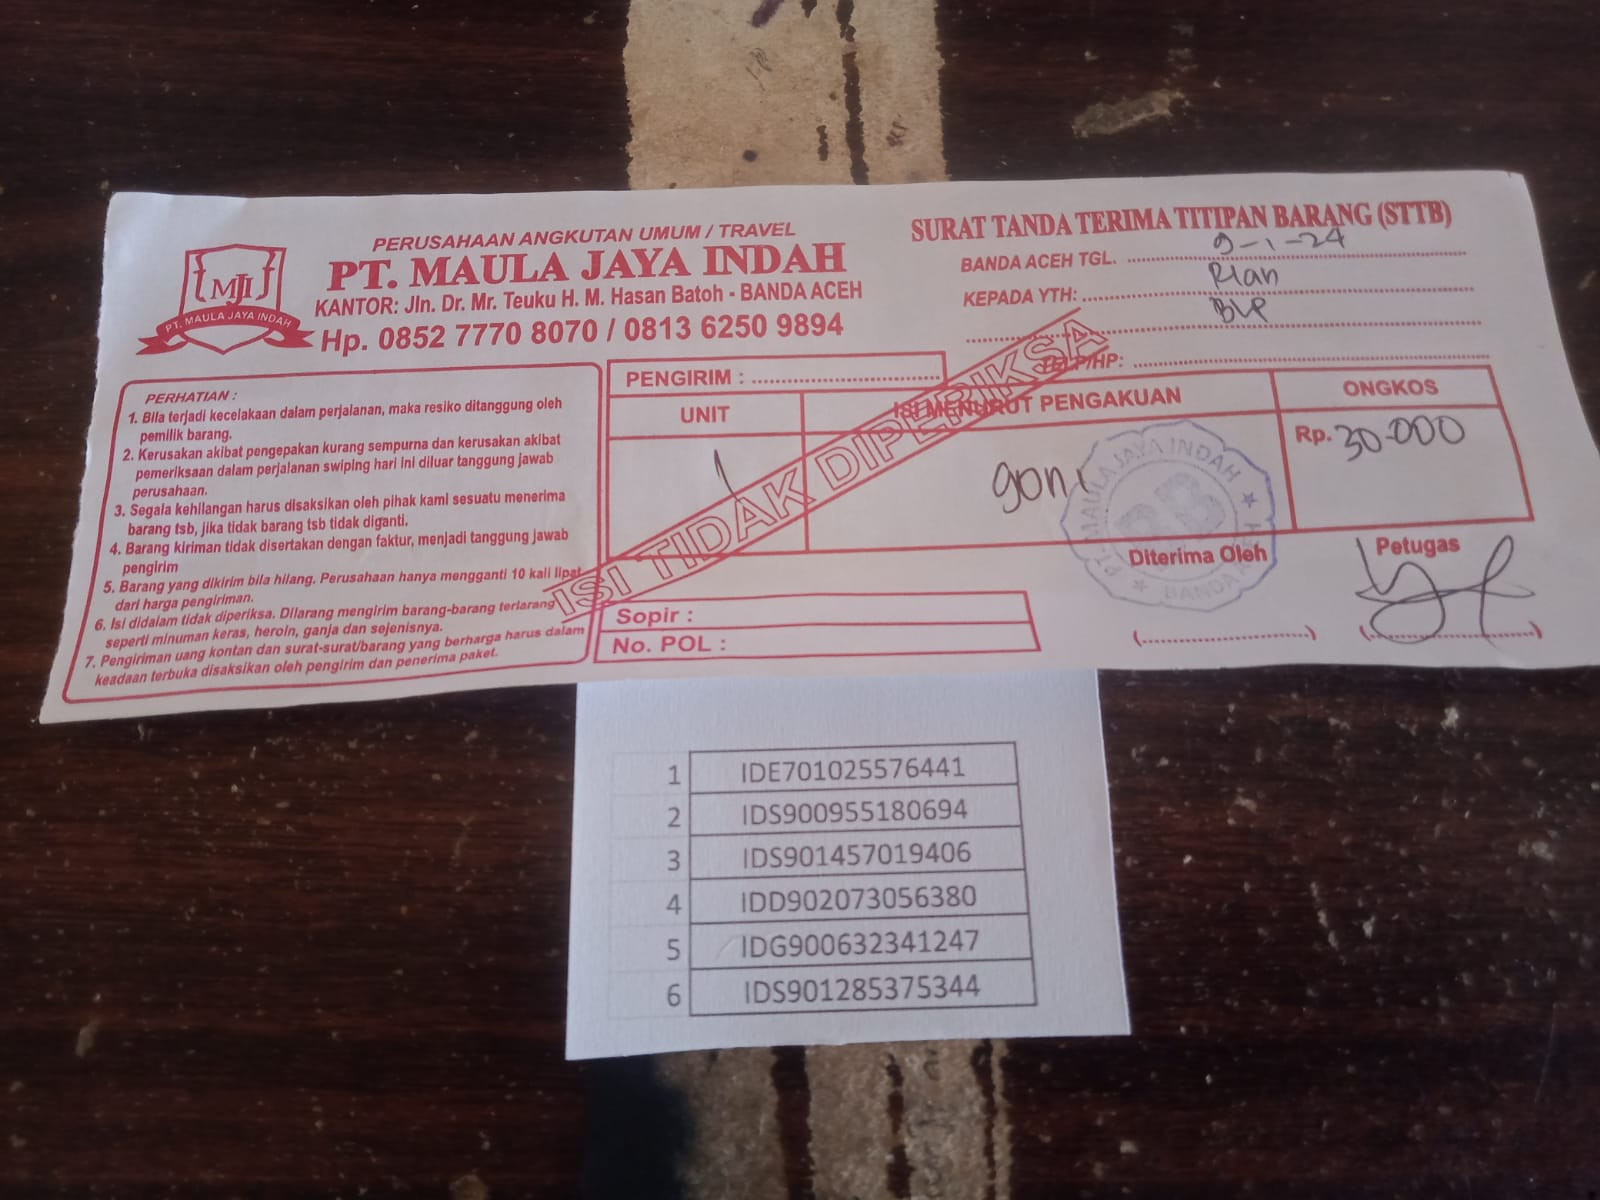 PERUSAHAAN ANGKUTAN UMUM / TRAVEL
PT. MAULA JAYA INDAH
KANTOR: Jln. Dr. Mr. Teuku H. M. Hasan Batoh - BANDA ACEH
Hp. 0852 7770 8070 / 0813 6250 9894
MJI
PT. MAULA JAYA INDAH
SURAT TANDA TERIMA TITIPAN BARANG (STTB)
BANDA ACEH TGL. 9-1-24
KEPADA YTH: Rian
TELP/HP:
PERHATIAN :
1. Bila terjadi kecelakaan dalam perjalanan, maka resiko ditanggung oleh
pemilik barang.
2. Kerusakan akibat pengepakan kurang sempurna dan kerusakan akibat
pemeriksaan dalam perjalanan swiping hari ini diluar tanggung jawab
perusahaan.
3. Segala kehilangan harus disaksikan oleh pihak kami sesuatu menerima
barang tsb, jika tidak barang tsb tidak diganti.
4. Barang kiriman tidak disertakan dengan faktur, menjadi tanggung jawab
pengirim
5. Barang yang dikirim bila hilang. Perusahaan hanya mengganti 10 kali lipat
dari harga pengiriman.
6. Isi didalam tidak diperiksa. Dilarang mengirim barang-barang terlarang
seperti minuman keras, heroin, ganja dan sejenisnya.
7. Pengiriman uang kontan dan surat-surat/barang yang berharga harus dalam
keadaan terbuka disaksikan oleh pengirim dan penerima paket.
PENGIRIM :
UNIT
ISI MENURUT PENGAKUAN
ONGKOS
1
goni
Rp. 30.000
ISI TIDAK DIPERIKSA
PT. MAULA JAYA INDAH
BANDA ACEH
Diterima Oleh
Petugas
Sopir :
No. POL :
(....................)
(....................)
1 IDE701025576441
2 IDS900955180694
3 IDS901457019406
4 IDD902073056380
5 IDG900632341247
6 IDS901285375344